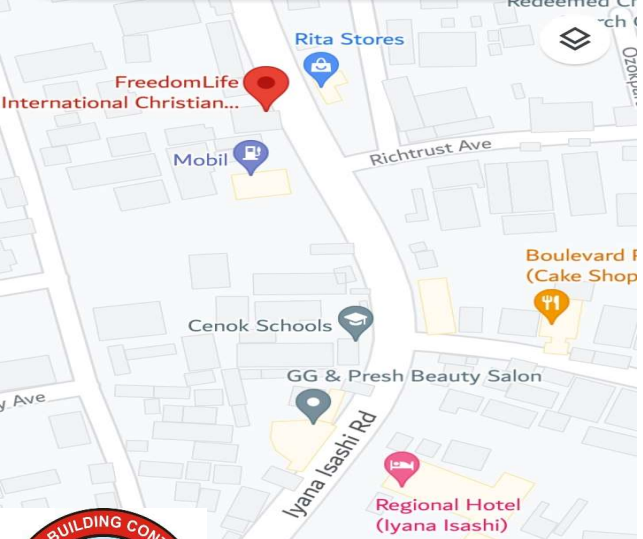 Redeemed Ch
rch
Rita Stores
FreedomLife
International Christian...
Mobil
Richtrust Ave
Boulevard
(Cake Shop
Cenok Schools
GG & Presh Beauty Salon
y Ave
Iyana Isashi Rd
Regional Hotel
(Iyana Isashi)
BUILDING CON